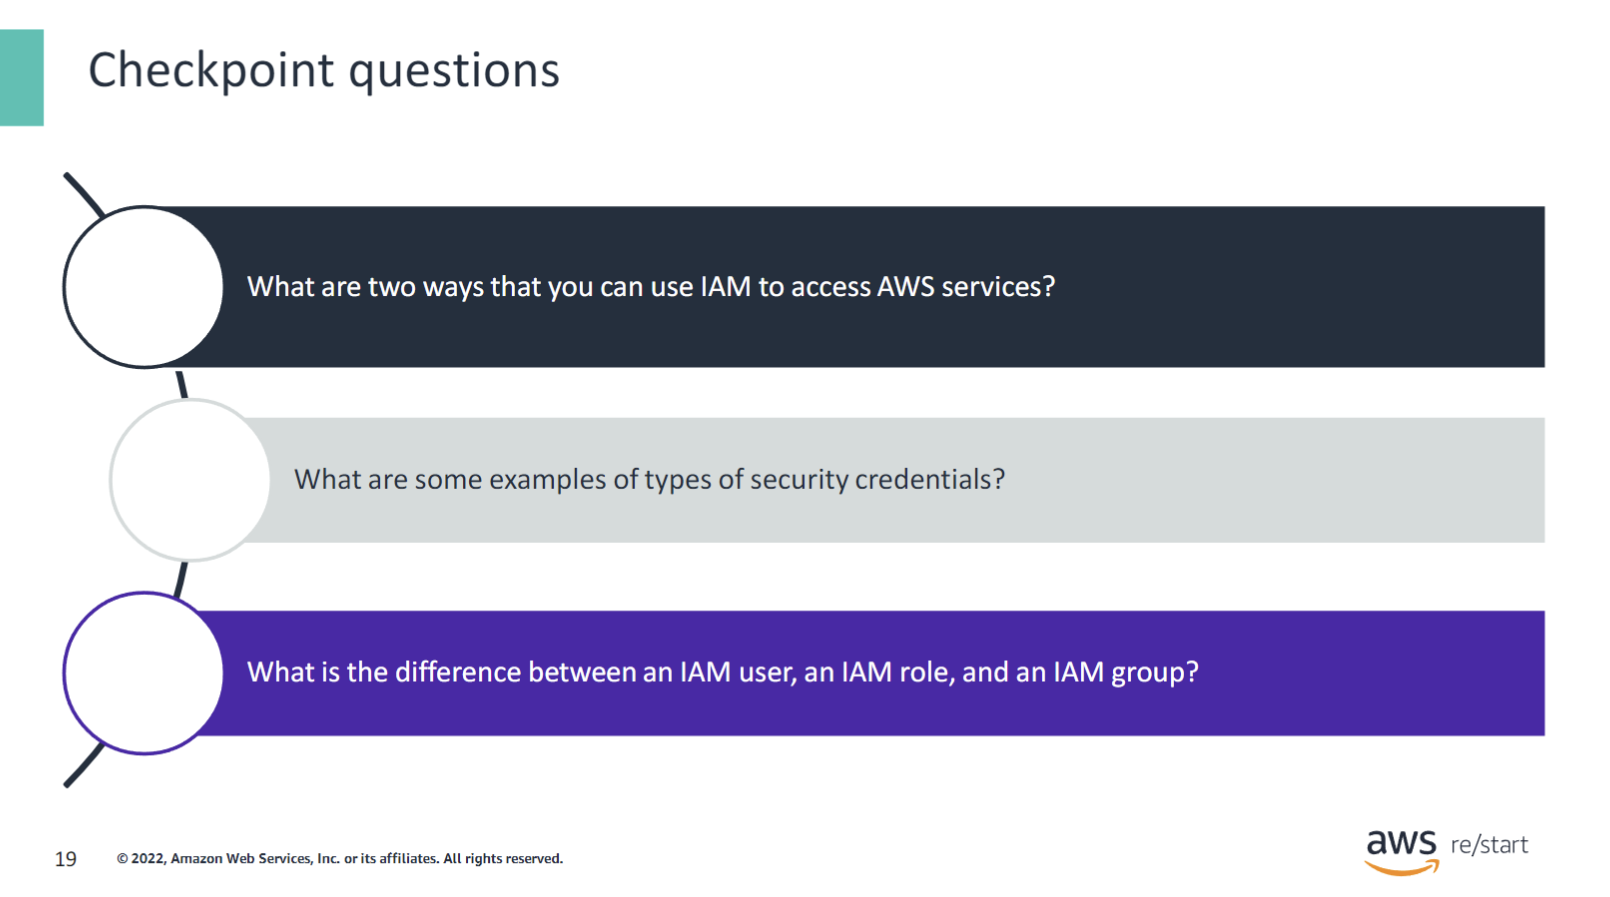 Checkpoint questions
What are two ways that you can use IAM to access AWS services?
What are some examples of types of security credentials?
What is the difference between an IAM user, an IAM role, and an IAM group?
19
© 2022, Amazon Web Services, Inc. or its affiliates. All rights reserved.
aws re/start